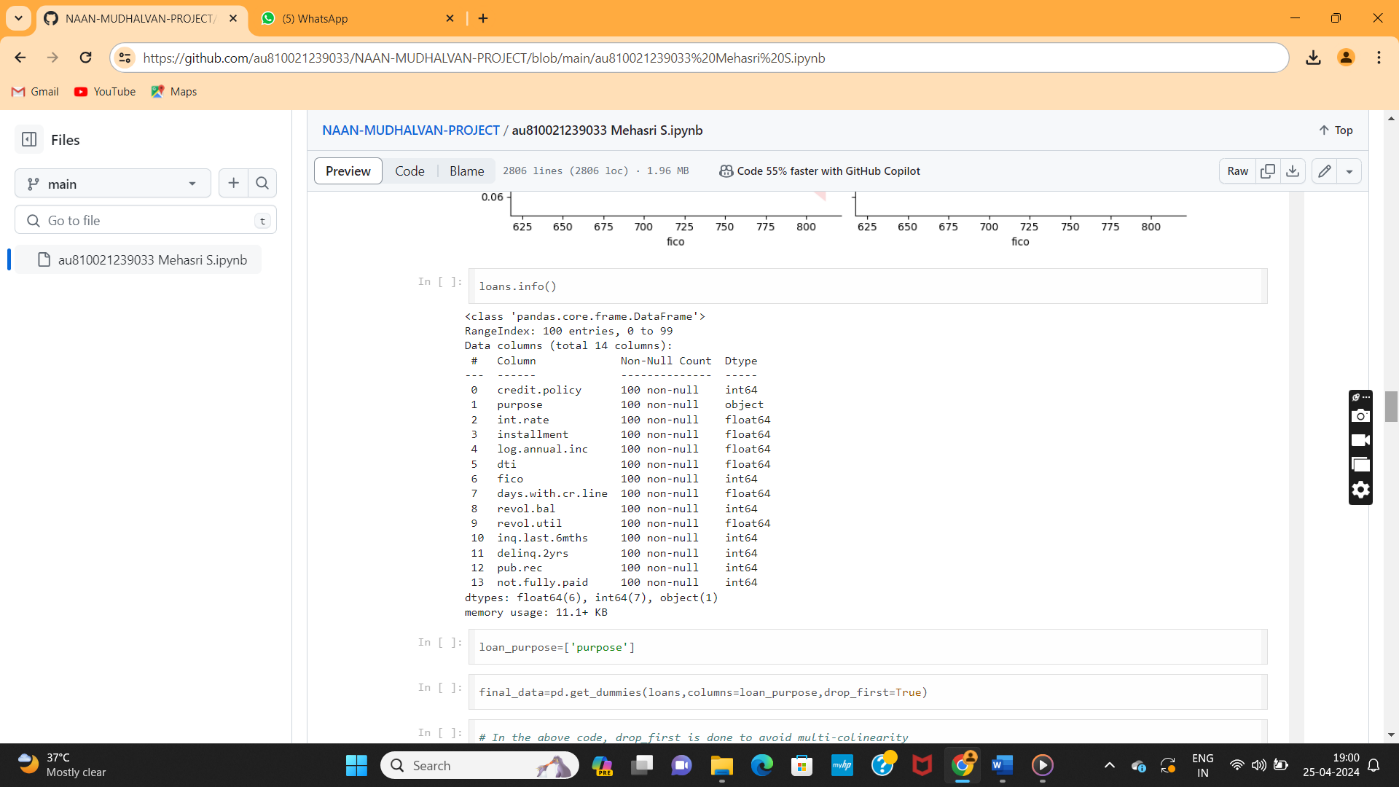 NAAN-MUDHALVAN-PROJECT/
(5) WhatsApp
https://github.com/au810021239033/NAAN-MUDHALVAN-PROJECT/blob/main/au810021239033%20Mehasri%20S.ipynb
Gmail YouTube Maps
Files
NAAN-MUDHALVAN-PROJECT / au810021239033 Mehasri S.ipynb
Top
main
Preview Code Blame 2806 lines (2806 loc) · 1.96 MB Code 55% faster with GitHub Copilot Raw
Go to file t
au810021239033 Mehasri S.ipynb
0.06
625 650 675 700 725 750 775 800 625 650 675 700 725 750 775 800
fico fico
In [ ]: loans.info()
<class 'pandas.core.frame.DataFrame'>
RangeIndex: 100 entries, 0 to 99
Data columns (total 14 columns):
# Column Non-Null Count Dtype
--- ------ -------------- -----
0 credit.policy 100 non-null int64
1 purpose 100 non-null object
2 int.rate 100 non-null float64
3 installment 100 non-null float64
4 log.annual.inc 100 non-null float64
5 dti 100 non-null float64
6 fico 100 non-null int64
7 days.with.cr.line 100 non-null float64
8 revol.bal 100 non-null int64
9 revol.util 100 non-null float64
10 inq.last.6mths 100 non-null int64
11 delinq.2yrs 100 non-null int64
12 pub.rec 100 non-null int64
13 not.fully.paid 100 non-null int64
dtypes: float64(6), int64(7), object(1)
memory usage: 11.1+ KB
In [ ]: loan_purpose=['purpose']
In [ ]: final_data=pd.get_dummies(loans,columns=loan_purpose,drop_first=True)
In [ ]: # In the above code, drop_first is done to avoid multi-colinearity
37°C
Mostly clear
Search
PRE
myhp
ENG
IN
19:00
25-04-2024